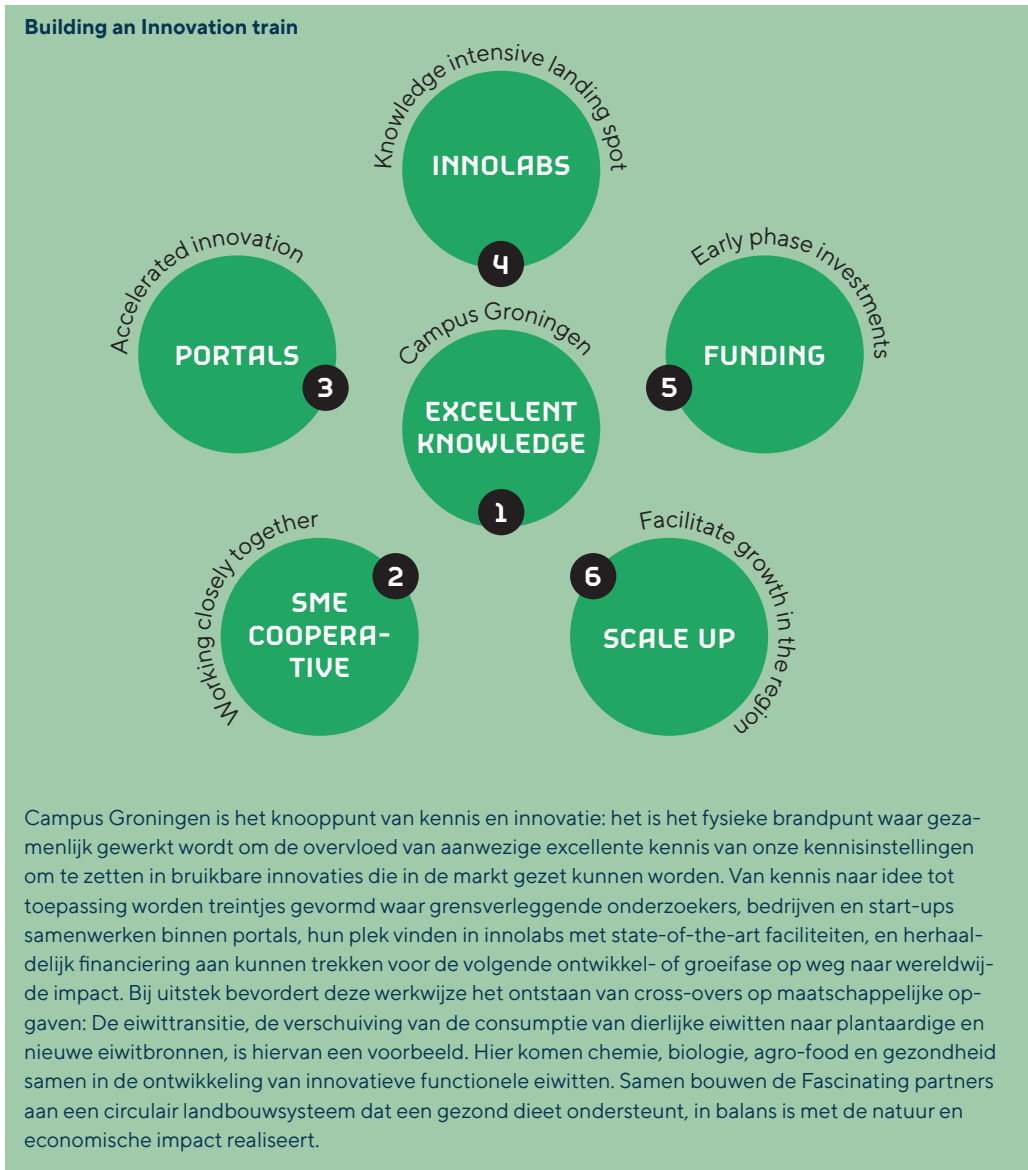 Building an Innovation train
Knowledge intensive landing spot
INNOLABS
4
Accelerated innovation
PORTALS
3
Early phase investments
FUNDING
5
Campus Groningen
EXCELLENT
KNOWLEDGE
1
Working closely together
2
SME
COOPERA-
TIVE
Facilitate growth in the region
6
SCALE UP
Campus Groningen is het knooppunt van kennis en innovatie: het is het fysieke brandpunt waar geza-
menlijk gewerkt wordt om de overvloed van aanwezige excellente kennis van onze kennisinstellingen
om te zetten in bruikbare innovaties die in de markt gezet kunnen worden. Van kennis naar idee tot
toepassing worden treintjes gevormd waar grensverleggende onderzoekers, bedrijven en start-ups
samenwerken binnen portals, hun plek vinden in innolabs met state-of-the-art faciliteiten, en herhaal-
delijk financiering aan kunnen trekken voor de volgende ontwikkel- of groeifase op weg naar wereldwij-
de impact. Bij uitstek bevordert deze werkwijze het ontstaan van cross-overs op maatschappelijke op-
gaven: De eiwittransitie, de verschuiving van de consumptie van dierlijke eiwitten naar plantaardige en
nieuwe eiwitbronnen, is hiervan een voorbeeld. Hier komen chemie, biologie, agro-food en gezondheid
samen in de ontwikkeling van innovatieve functionele eiwitten. Samen bouwen de Fascinating partners
aan een circulair landbouwsysteem dat een gezond dieet ondersteunt, in balans is met de natuur en
economische impact realiseert.